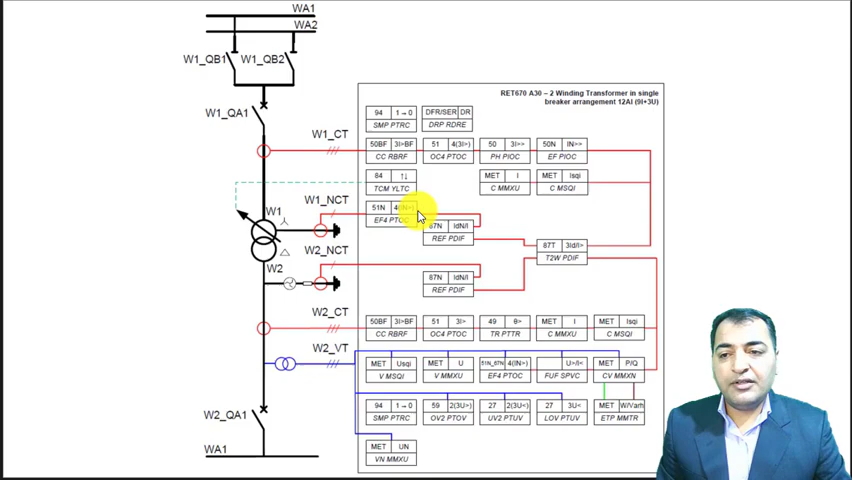 WA1
WA2
W1_QB1
W1_QB2
RET670 A30 – 2 Winding Transformer in single
breaker arrangement 12AI (9I+3U)
W1_QA1
94 1→0
SMP PTRC
DFR/SER DR
DRP RDRE
W1_CT
50BF 3I>BF
CC RBRF
51 4(3I>)
OC4 PTOC
50 3I>>
PH PIOC
50N IN>>
EF PIOC
84 ↑↓
TCM YLTC
MET I
C MMXU
MET Isqi
C MSQI
W1_NCT
51N 4(IN>)
EF4 PTOC
W1
87N IdN/I
REF PDIF
W2_NCT
87T 3Id/I>
T2W PDIF
W2
87N IdN/I
REF PDIF
W2_CT
50BF 3I>BF
CC RBRF
51 3I>
OC4 PTOC
49 θ>
TR PTTR
MET I
C MMXU
MET Isqi
C MSQI
W2_VT
MET Usqi
V MSQI
MET U
V MMXU
51N_67N 4(IN>)
EF4 PTOC
U>/I<
FUF SPVC
MET P/Q
CV MMXN
W2_QA1
94 1→0
SMP PTRC
59 2(3U>)
OV2 PTOV
27 2(3U<)
UV2 PTUV
27 3U<
LOV PTUV
MET W/Varh
ETP MMTR
WA1
MET UN
VN MMXU